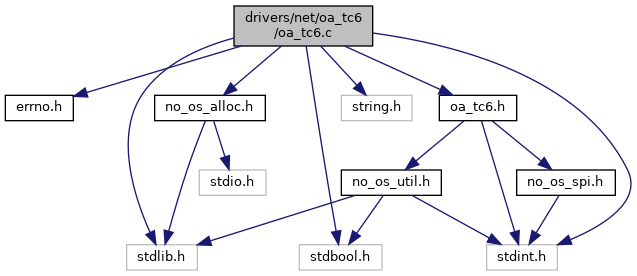 drivers/net/oa_tc6
/oa_tc6.c
errno.h
no_os_alloc.h
string.h
oa_tc6.h
stdio.h
no_os_util.h
no_os_spi.h
stdlib.h
stdbool.h
stdint.h